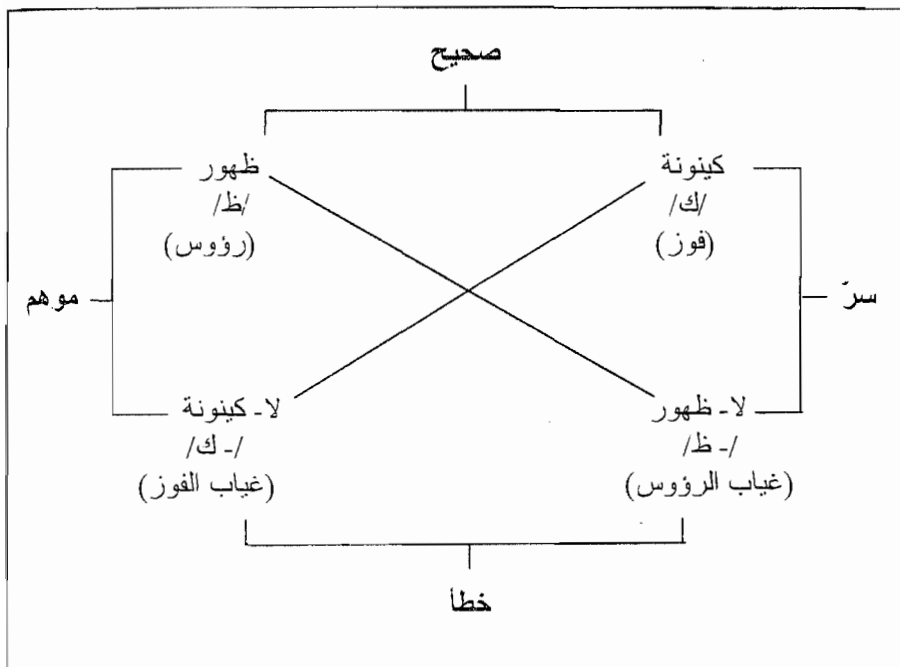 صحيح
كينونة
/ك/
(فوز)
ظهور
/ظ/
(رؤوس)
سرّ
موهم
لا- ظهور
/- ظ/
(غياب الرؤوس)
لا- كينونة
/- ك/
(غياب الفوز)
خطأ